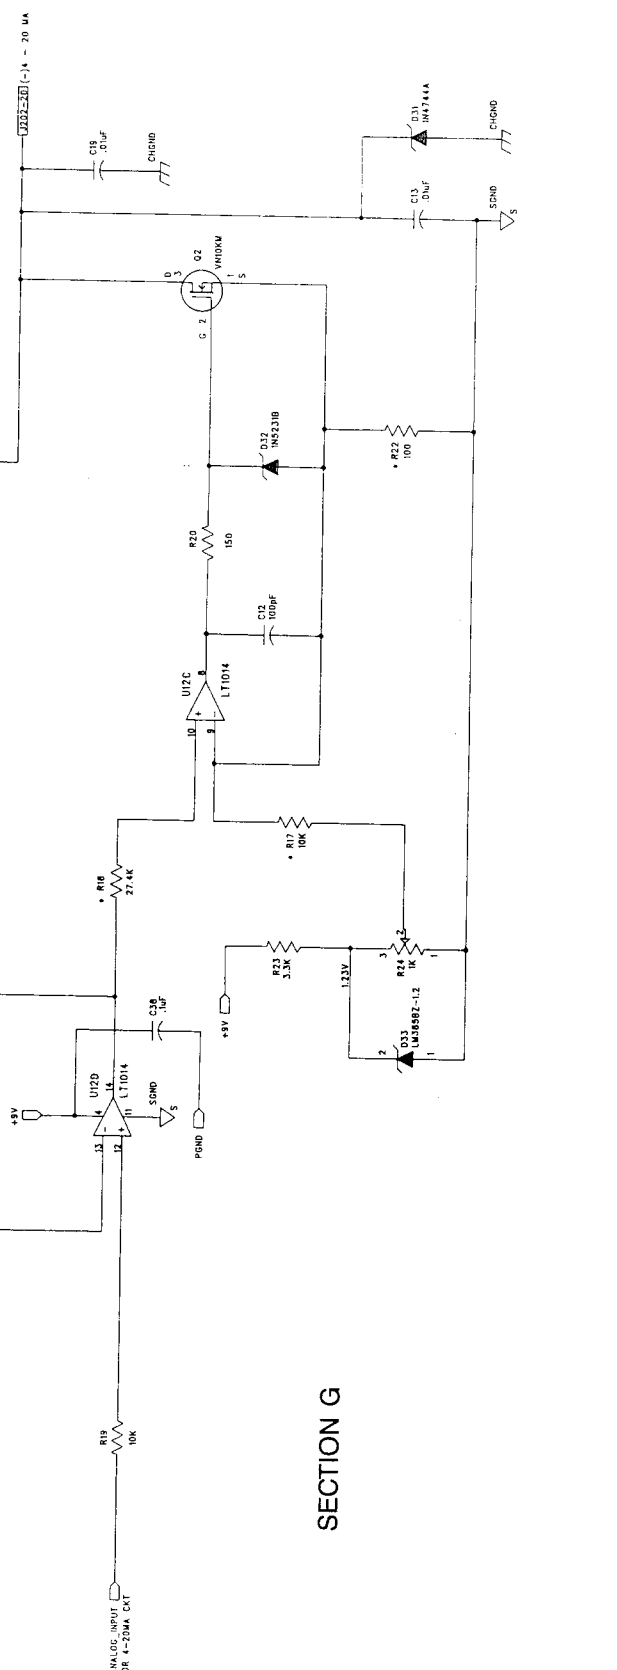 J202-20 (-)4 - 20 MA
C19
.01uF
CHGND
D31
1N4744A
CHGND
C13
.01uF
SGND
S
Q2
VN10KM
D
3
1
S
G 2
D32
1N5231B
* R22
100
R20
150
C12
100pF
U12C
8
LT1014
+
-
10
9
* R17
10K
* R18
27.4K
R23
3.3K
+9V
1.23V
3
2
R24
1K
1
D33
LM385BZ-1.2
2
1
C38
.1uF
PGND
+9V
U12D
14
LT1014
4
11
SGND
S
-
+
13
12
R19
10K
NALOG_INPUT
OR 4-20MA CKT
SECTION G